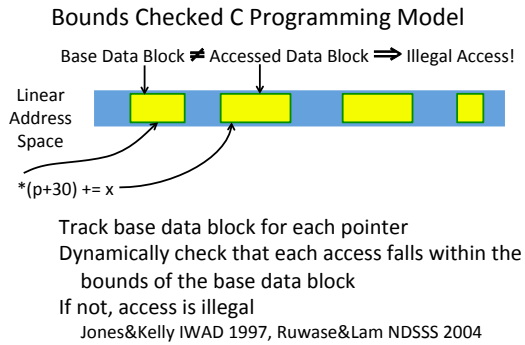 Bounds Checked C Programming Model
Base Data Block ≠ Accessed Data Block ⇒ Illegal Access!
Linear
Address
Space
*(p+30) += x
Track base data block for each pointer
Dynamically check that each access falls within the
bounds of the base data block
If not, access is illegal
Jones&Kelly IWAD 1997, Ruwase&Lam NDSSS 2004